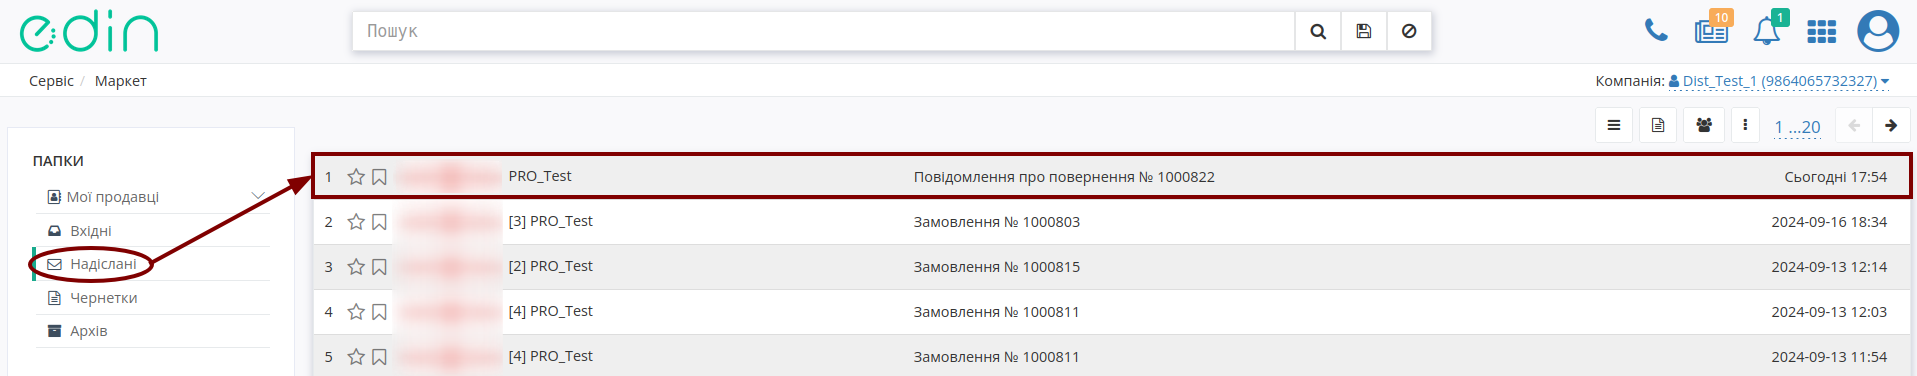 edin
Пошук
10
1
Сервіс / Маркет
Компанія: Dist_Test_1 (9864065732327)
1 ...20
ПАПКИ
Мої продавці
Вхідні
Надіслані
Чернетки
Архів
1 PRO_Test Повідомлення про повернення № 1000822 Сьогодні 17:54
2 [3] PRO_Test Замовлення № 1000803 2024-09-16 18:34
3 [2] PRO_Test Замовлення № 1000815 2024-09-13 12:14
4 [4] PRO_Test Замовлення № 1000811 2024-09-13 12:03
5 [4] PRO_Test Замовлення № 1000811 2024-09-13 11:54